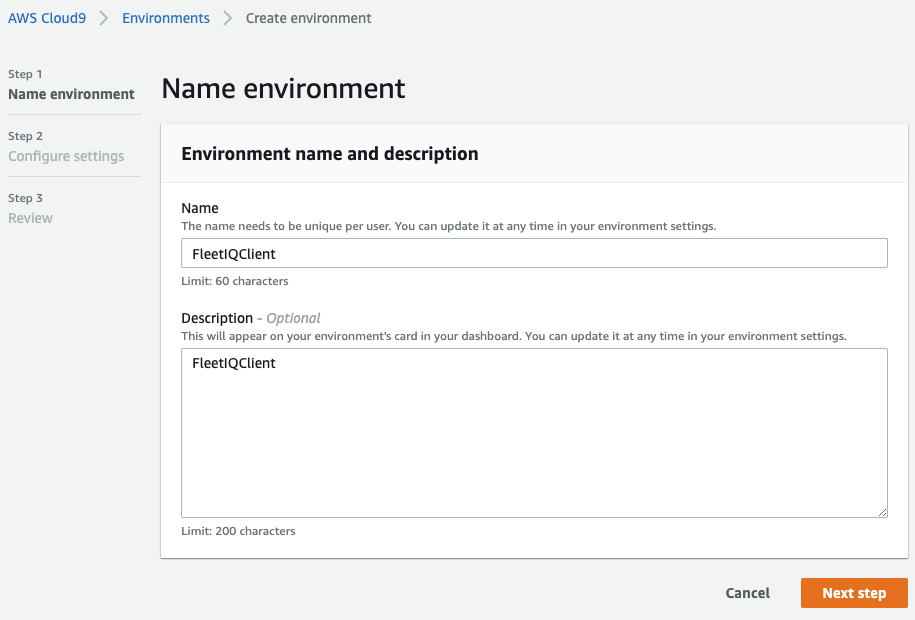 AWS Cloud9 > Environments > Create environment
Step 1
Name environment
Step 2
Configure settings
Step 3
Review
Name environment
Environment name and description
Name
The name needs to be unique per user. You can update it at any time in your environment settings.
FleetIQClient
Limit: 60 characters
Description - Optional
This will appear on your environment's card in your dashboard. You can update it at any time in your environment settings.
FleetIQClient
Limit: 200 characters
Cancel Next step